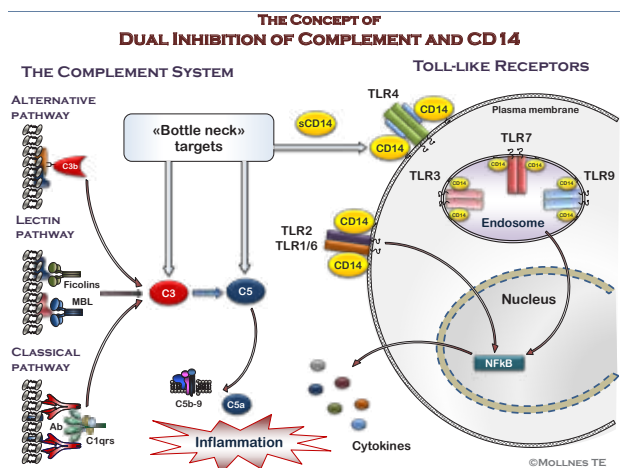 The Concept of
Dual Inhibition of Complement and CD14
The Complement System
Toll-like Receptors
Alternative
pathway
C3b
«Bottle neck»
targets
sCD14
TLR4
CD14
CD14
Plasma membrane
TLR7
CD14
CD14
TLR3
CD14
CD14
TLR9
CD14
CD14
Endosome
Lectin
pathway
Ficolins
MBL
TLR2
TLR1/6
CD14
CD14
C3
C5
Nucleus
NFkB
Classical
pathway
Ab
C1qrs
C5b-9
C5a
Inflammation
Cytokines
©Mollnes TE